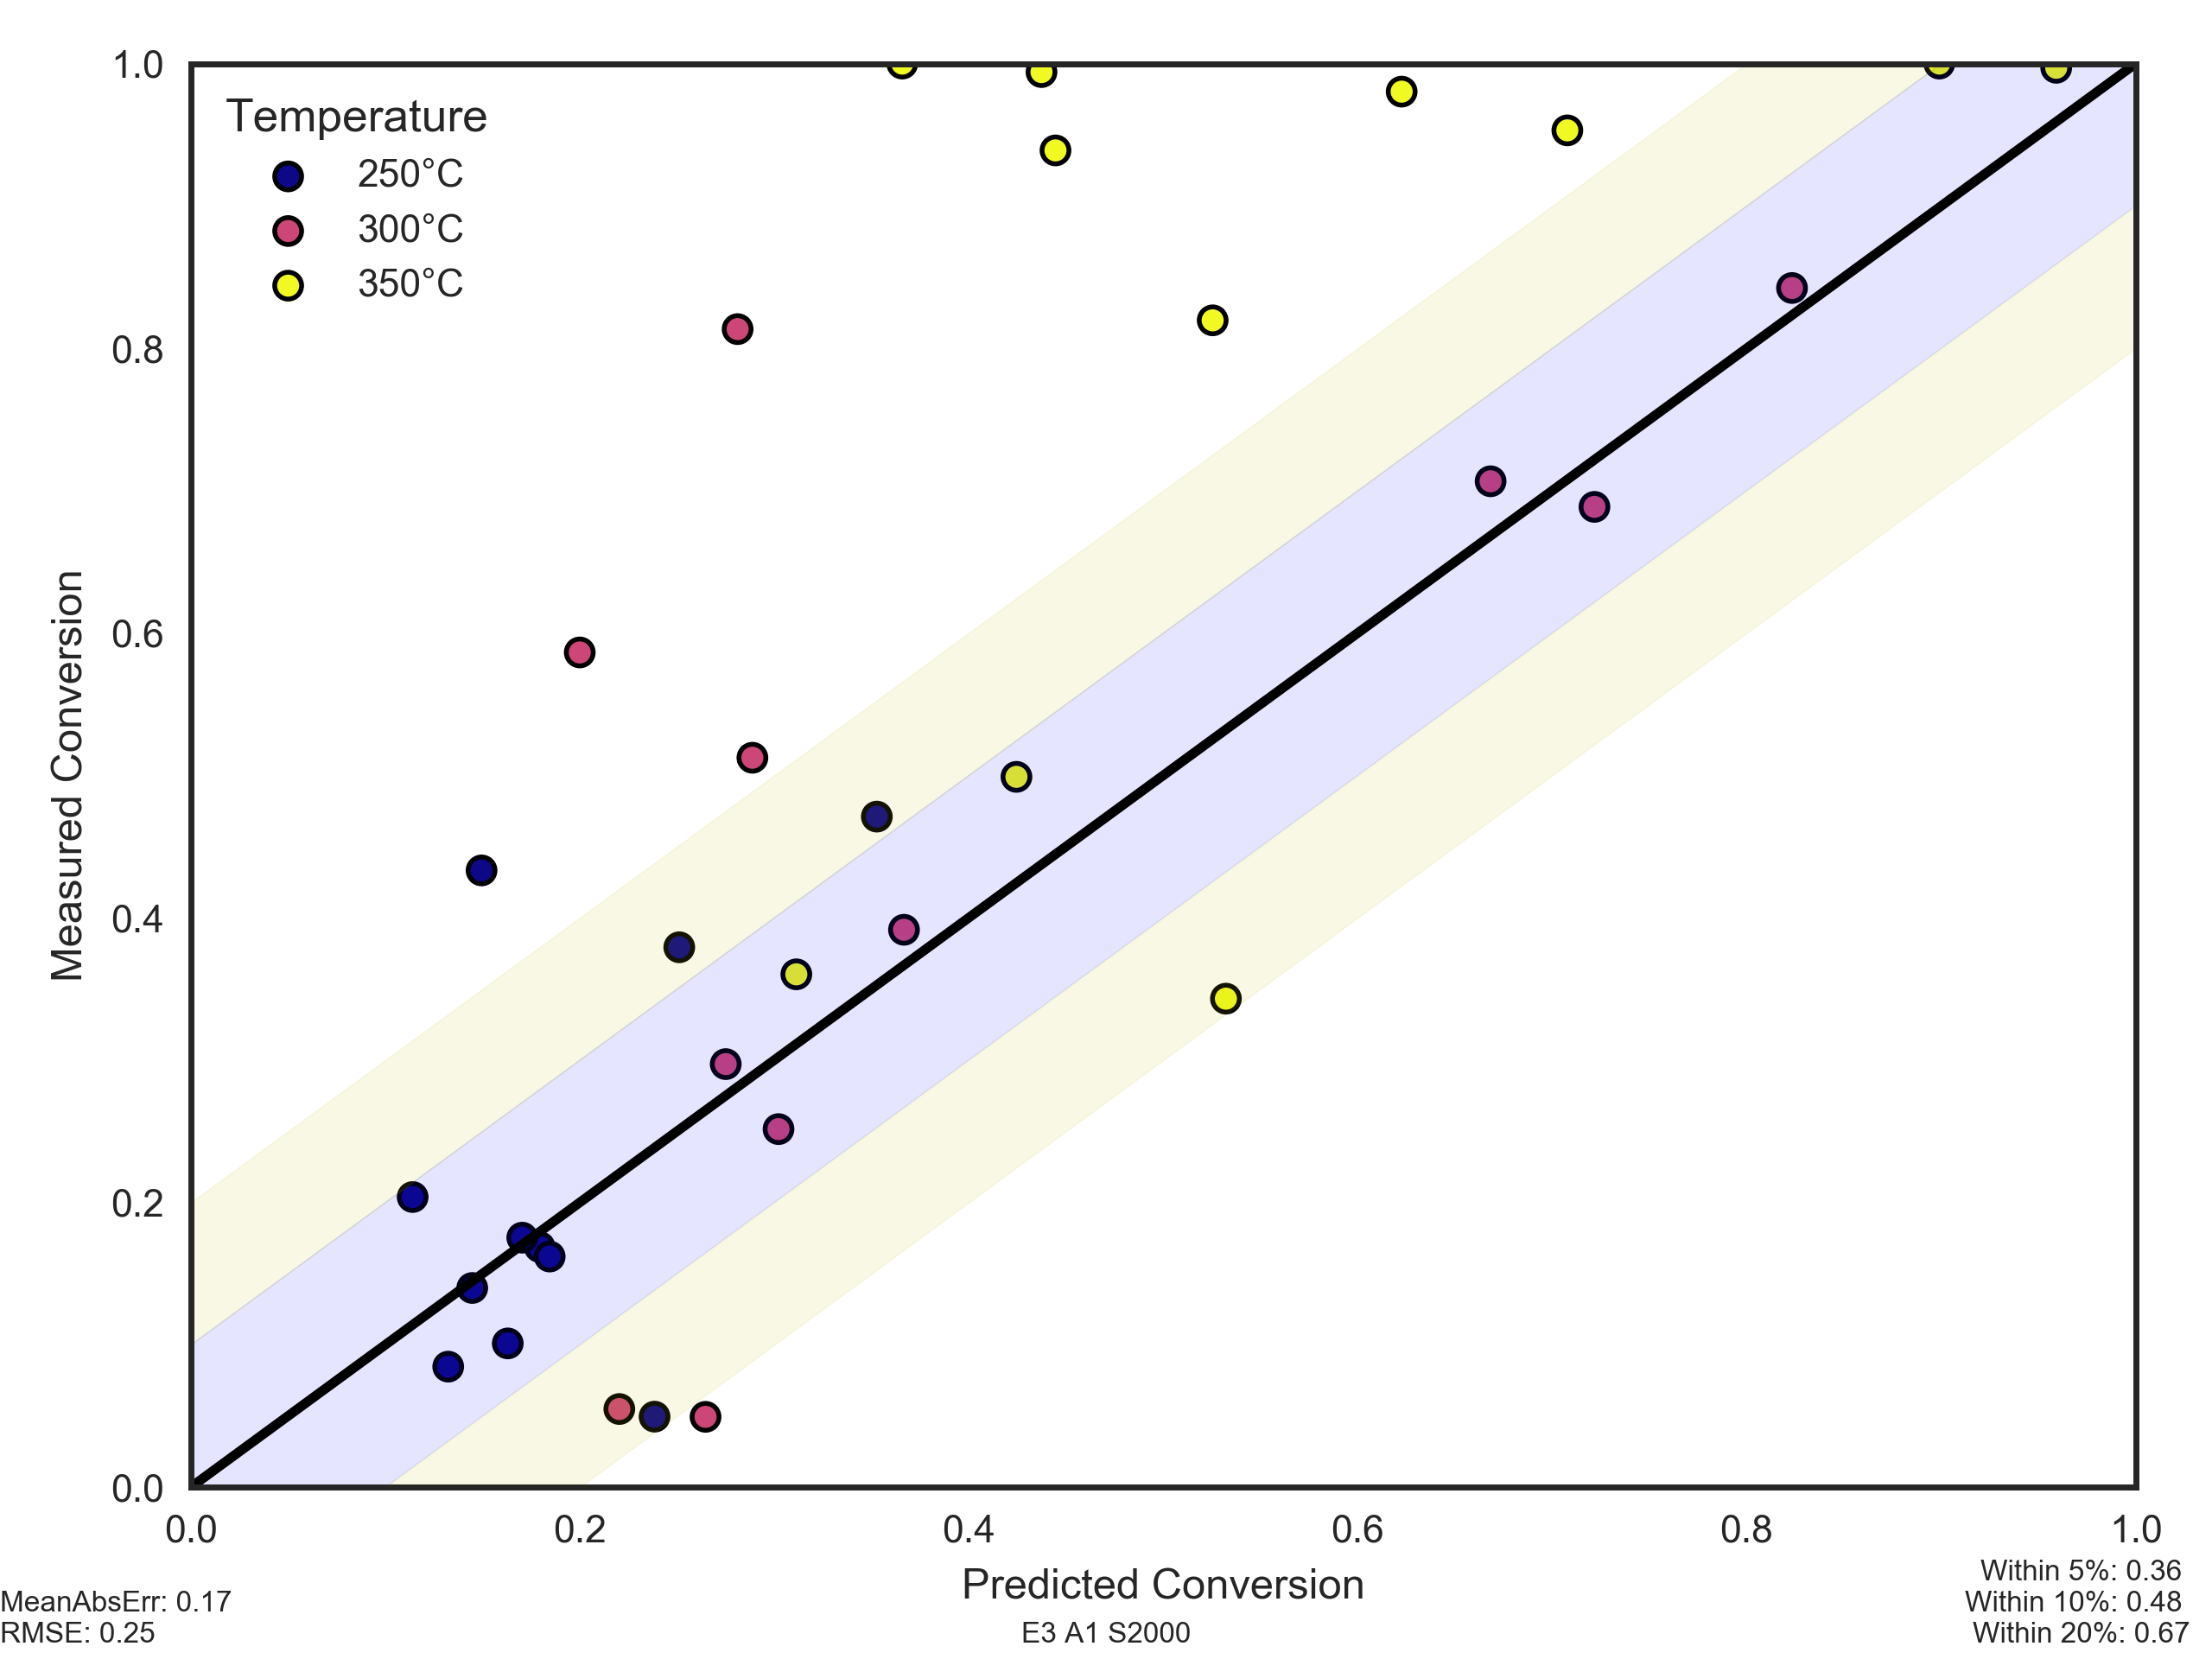 1.0
0.8
0.6
0.4
0.2
0.0
Measured Conversion
Temperature
250°C
300°C
350°C
0.0 0.2 0.4 0.6 0.8 1.0
Predicted Conversion
E3 A1 S2000
MeanAbsErr: 0.17
RMSE: 0.25
Within 5%: 0.36
Within 10%: 0.48
Within 20%: 0.67